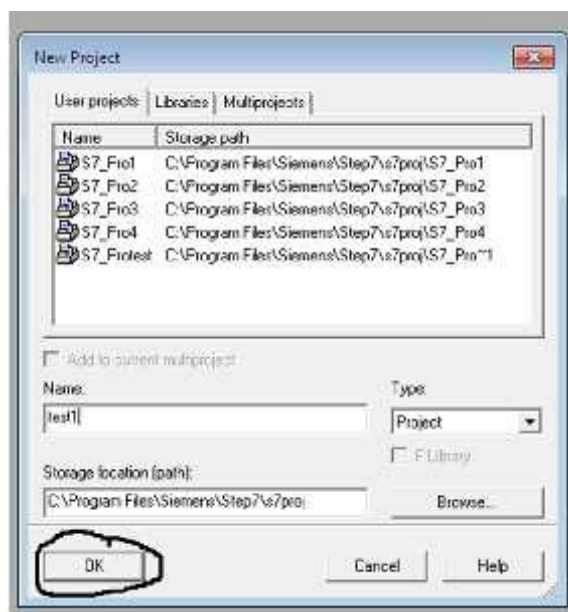 New Project
User projects Libraries Multiprojects
Name Storage path
S7_Pro1 C:\Program Files\Siemens\Step7\s7proj\S7_Pro1
S7_Pro2 C:\Program Files\Siemens\Step7\s7proj\S7_Pro2
S7_Pro3 C:\Program Files\Siemens\Step7\s7proj\S7_Pro3
S7_Pro4 C:\Program Files\Siemens\Step7\s7proj\S7_Pro4
S7_Protest C:\Program Files\Siemens\Step7\s7proj\S7_Pro~1
Add to current multiproject
Name: Type:
test1 Project
F Library
Storage location (path):
C:\Program Files\Siemens\Step7\s7proj Browse...
OK Cancel Help